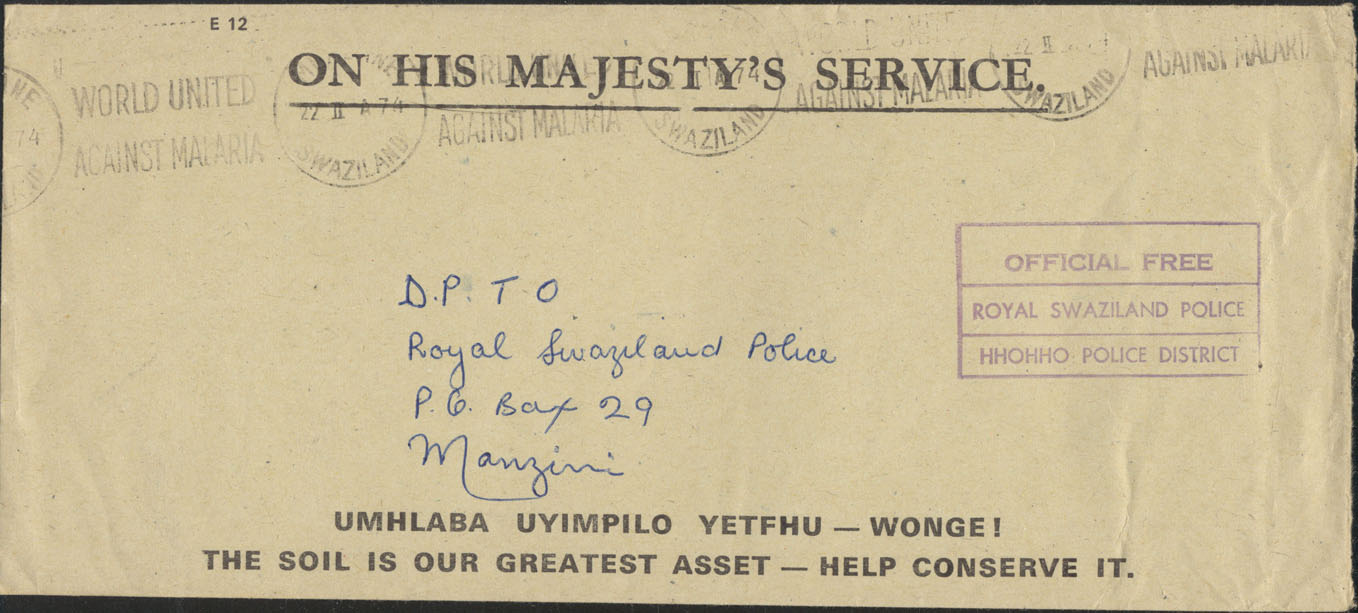 E 12
ON HIS MAJESTY'S SERVICE.
WORLD UNITED
AGAINST MALARIA
22 II A 74
SWAZILAND
AGAINST MALARIA
74
SWAZILAND
AGAINST MALARIA
SWAZILAND
AGAINST MALARIA
OFFICIAL FREE
ROYAL SWAZILAND POLICE
HHOHHO POLICE DISTRICT
D.P. T O
Royal Swaziland Police
P.O. Box 29
Manzini
UMHLABA UYIMPILO YETFHU — WONGE!
THE SOIL IS OUR GREATEST ASSET — HELP CONSERVE IT.